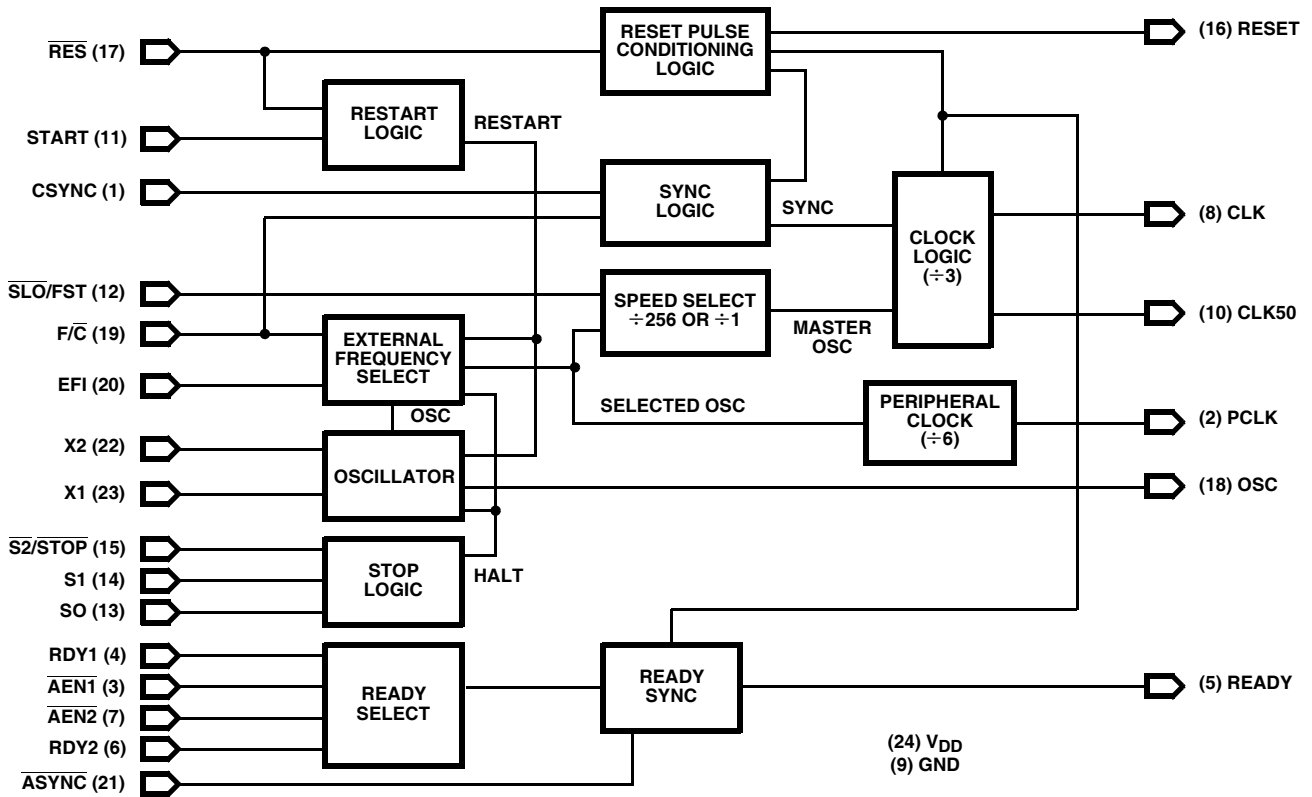 RES (17)
START (11)
CSYNC (1)
SLO/FST (12)
F/C (19)
EFI (20)
X2 (22)
X1 (23)
S2/STOP (15)
S1 (14)
SO (13)
RDY1 (4)
AEN1 (3)
AEN2 (7)
RDY2 (6)
ASYNC (21)
RESTART
LOGIC
RESTART
EXTERNAL
FREQUENCY
SELECT
OSC
OSCILLATOR
STOP
LOGIC
HALT
READY
SELECT
RESET PULSE
CONDITIONING
LOGIC
SYNC
LOGIC
SYNC
SPEED SELECT
÷256 OR ÷1
MASTER
OSC
SELECTED OSC
CLOCK
LOGIC
(÷3)
PERIPHERAL
CLOCK
(÷6)
READY
SYNC
(16) RESET
(8) CLK
(10) CLK50
(2) PCLK
(18) OSC
(5) READY
(24) VDD
(9) GND